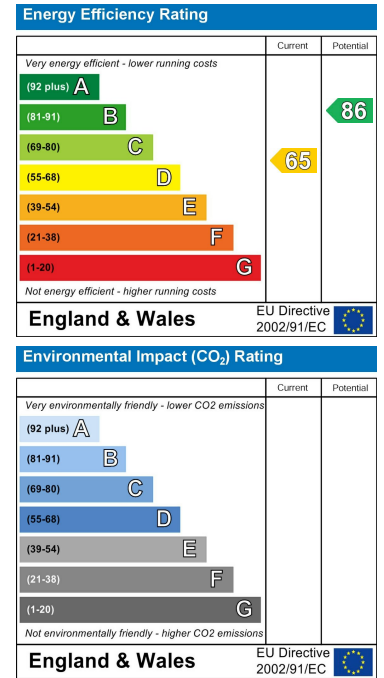 Energy Efficiency Rating
Current Potential
Very energy efficient - lower running costs
(92 plus) A
(81-91) B
86
(69-80) C
65
(55-68) D
(39-54) E
(21-38) F
(1-20) G
Not energy efficient - higher running costs
England & Wales
EU Directive
2002/91/EC
Environmental Impact (CO₂) Rating
Current Potential
Very environmentally friendly - lower CO2 emissions
(92 plus) A
(81-91) B
(69-80) C
(55-68) D
(39-54) E
(21-38) F
(1-20) G
Not environmentally friendly - higher CO2 emissions
England & Wales
EU Directive
2002/91/EC